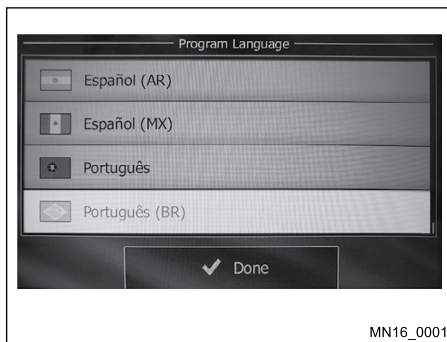 Program Language
Español (AR)
Español (MX)
Português
Português (BR)
Done
MN16_0001